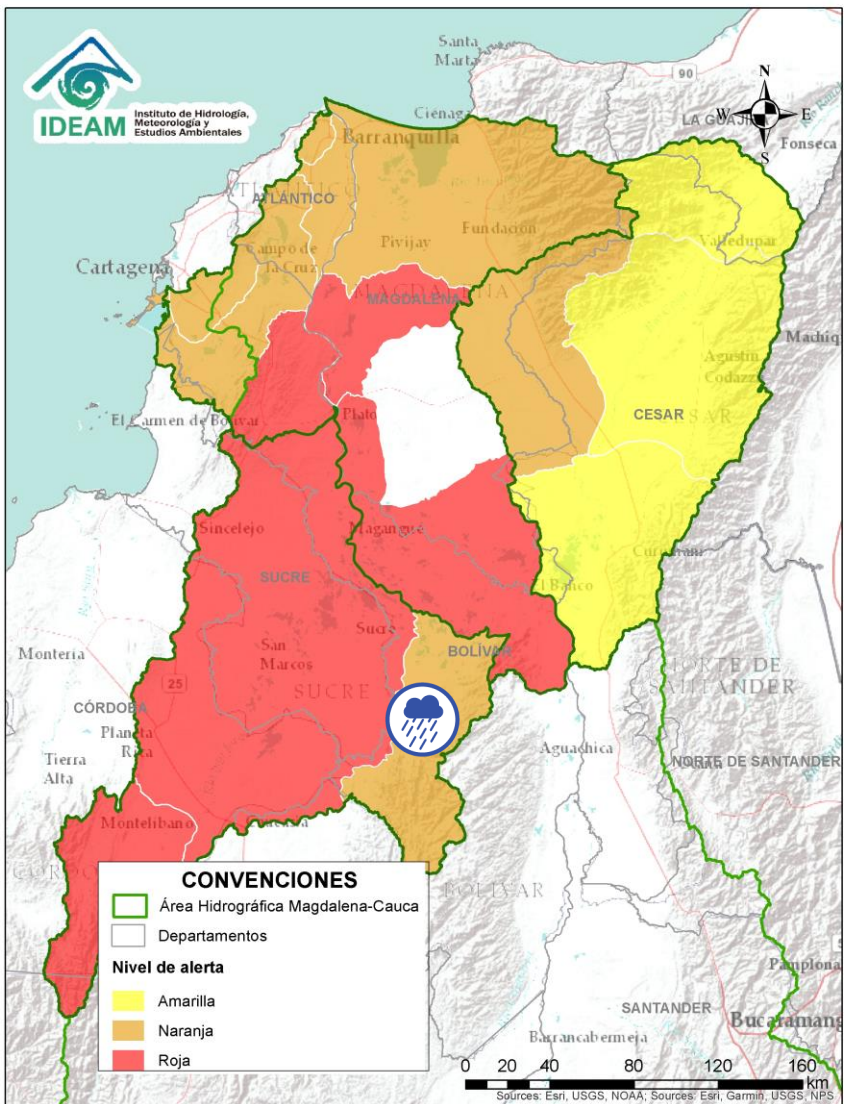 IDEAM
Instituto de Hidrología,
Meteorología y
Estudios Ambientales
Santa
Marta
90
N
W
E
S
LA GUAJI
Fonseca
Ciénaga
Barranquilla
ATLÁNTICO
Fundación
Pivijay
Valledupar
Campo de
la Cruz
Cartagena
MAGDALENA
Machiq
Agustín
Codazzi
CESAR
El Carmen de Bolívar
Plato
Sincelejo
Magangué
SUCRE
El Banco
Sucre
San
Marcos
BOLÍVAR
Montería
NORTE DE
SANTANDER
SUCRE
25
CÓRDOBA
Planeta
Rica
Tierra
Alta
Aguachica
NORTE DE SANTANDER
Montelíbano
BOLÍVAR
CONVENCIONES
Área Hidrográfica Magdalena-Cauca
Departamentos
Nivel de alerta
Amarilla
Naranja
Roja
Pamplona
SANTANDER
Bucaramang
Barrancabermeja
0 20 40 80 120 160
km
Sources: Esri, USGS, NOAA; Sources: Esri, Garmin, USGS, NPS